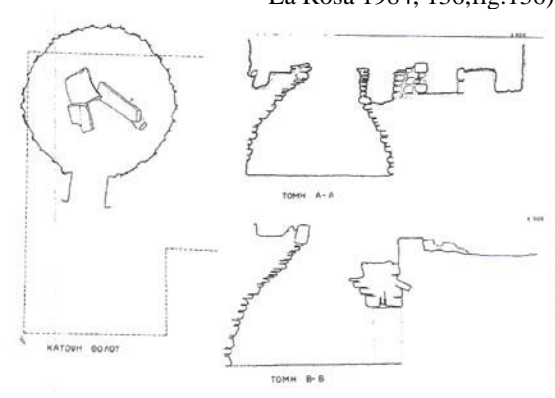 La Rosa 1984, 156,fig.156)
ΤΟΜΗ Α-Α
ΤΟΜΗ Β-Β
ΚΑΤΟΨΗ ΘΟΛΟΥ